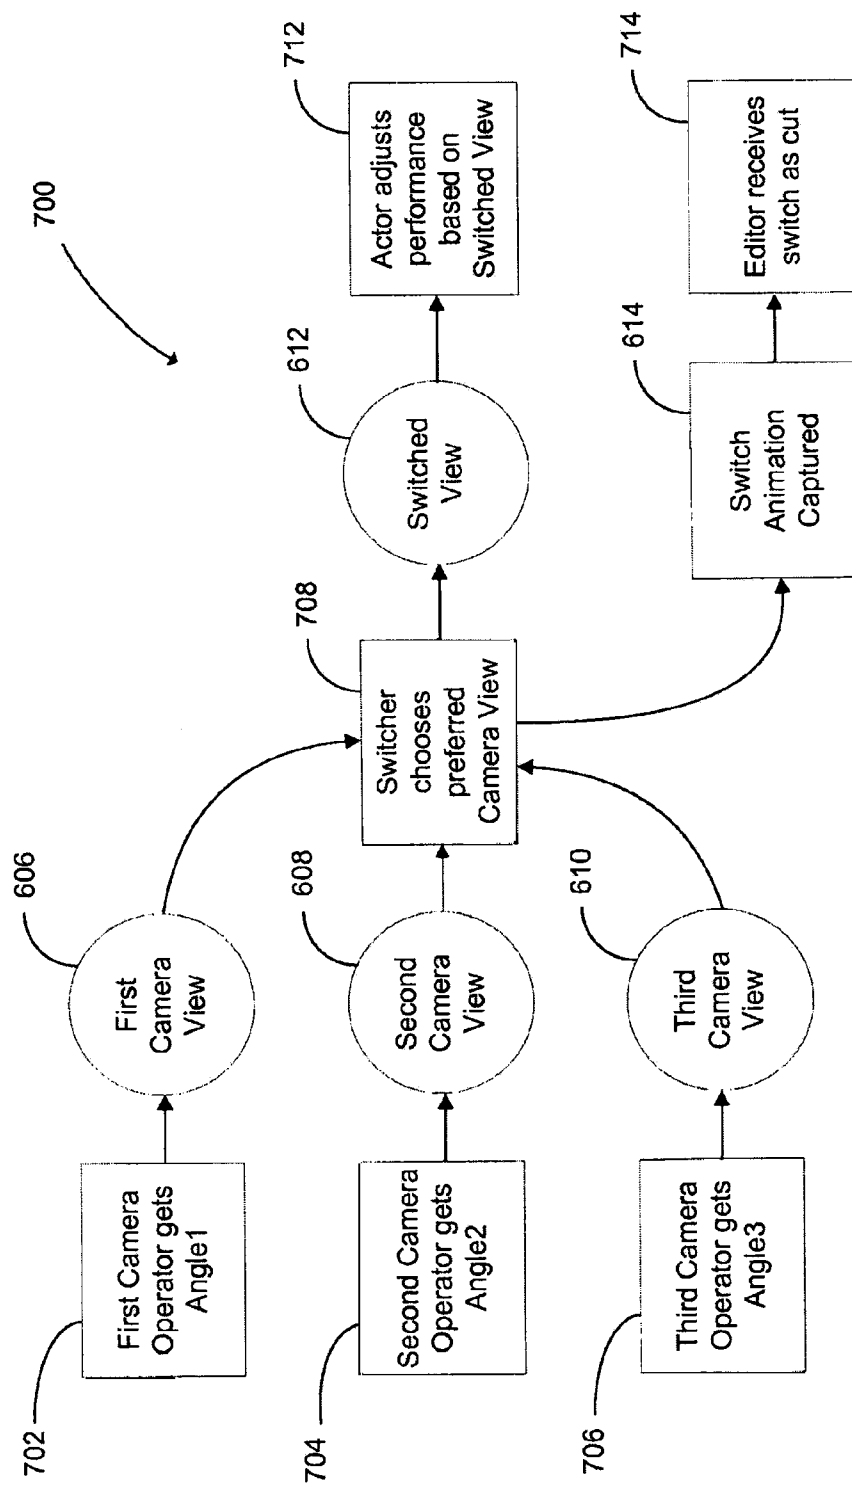 700
702
First Camera
Operator gets
Angle1
606
First
Camera
View
704
Second Camera
Operator gets
Angle2
608
Second
Camera
View
706
Third Camera
Operator gets
Angle3
610
Third
Camera
View
708
Switcher
chooses
preferred
Camera View
612
Switched
View
712
Actor adjusts
performance
based on
Switched View
614
Switch
Animation
Captured
714
Editor receives
switch as cut